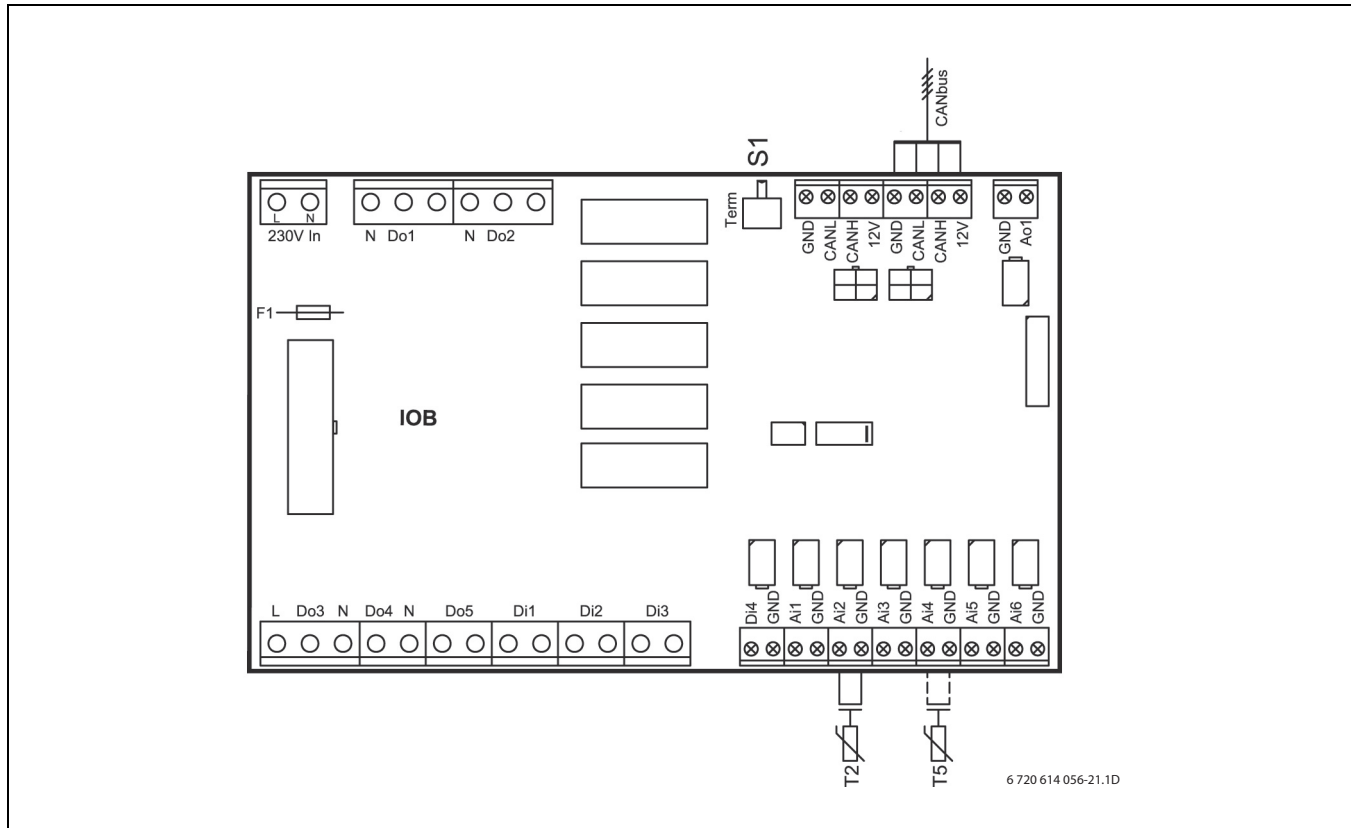 CANbus
S1
Term
L N
230V In
N Do1 N Do2
GND CANL CANH 12V GND CANL CANH 12V
GND Ao1
F1
IOB
L Do3 N Do4 N Do5 Di1 Di2 Di3
Di4 GND Ai1 GND Ai2 GND Ai3 GND Ai4 GND Ai5 GND Ai6 GND
T2 T5
6 720 614 056-21.1D